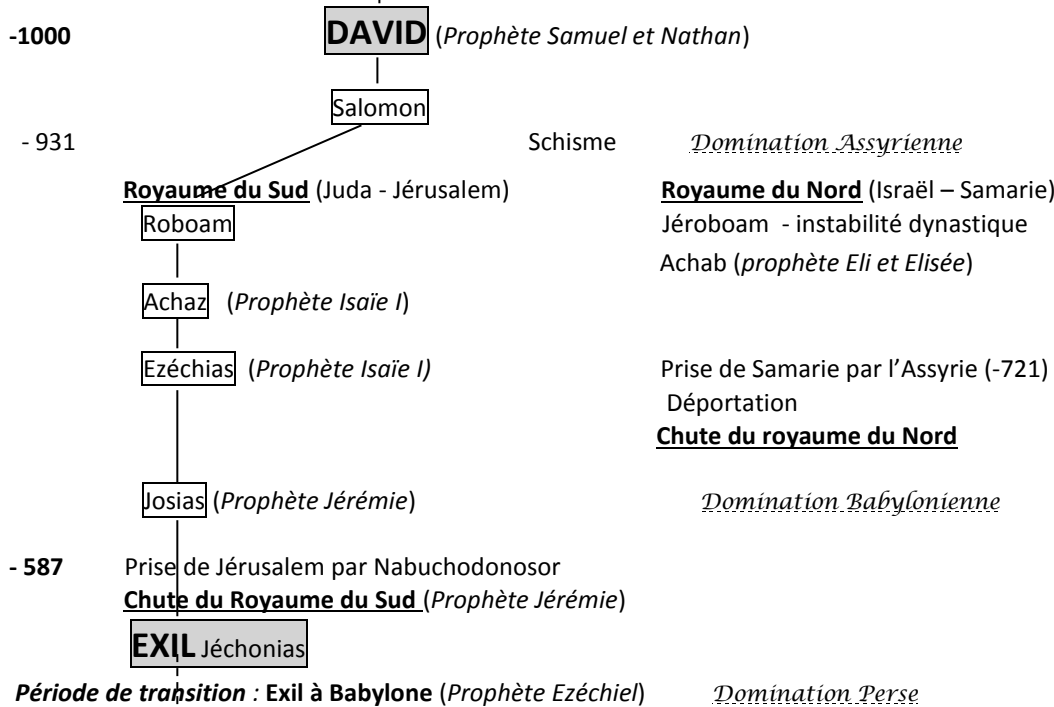 -1000 DAVID (Prophète Samuel et Nathan)
Salomon
- 931 Schisme Domination Assyrienne
Royaume du Sud (Juda - Jérusalem) Royaume du Nord (Israël – Samarie)
Roboam Jéroboam - instabilité dynastique
Achab (prophète Eli et Elisée)
Achaz (Prophète Isaïe I)
Ezéchias (Prophète Isaïe I) Prise de Samarie par l’Assyrie (-721)
Déportation
Chute du royaume du Nord
Josias (Prophète Jérémie) Domination Babylonienne
- 587 Prise de Jérusalem par Nabuchodonosor
Chute du Royaume du Sud (Prophète Jérémie)
EXIL Jéchonias
Période de transition : Exil à Babylone (Prophète Ezéchiel) Domination Perse